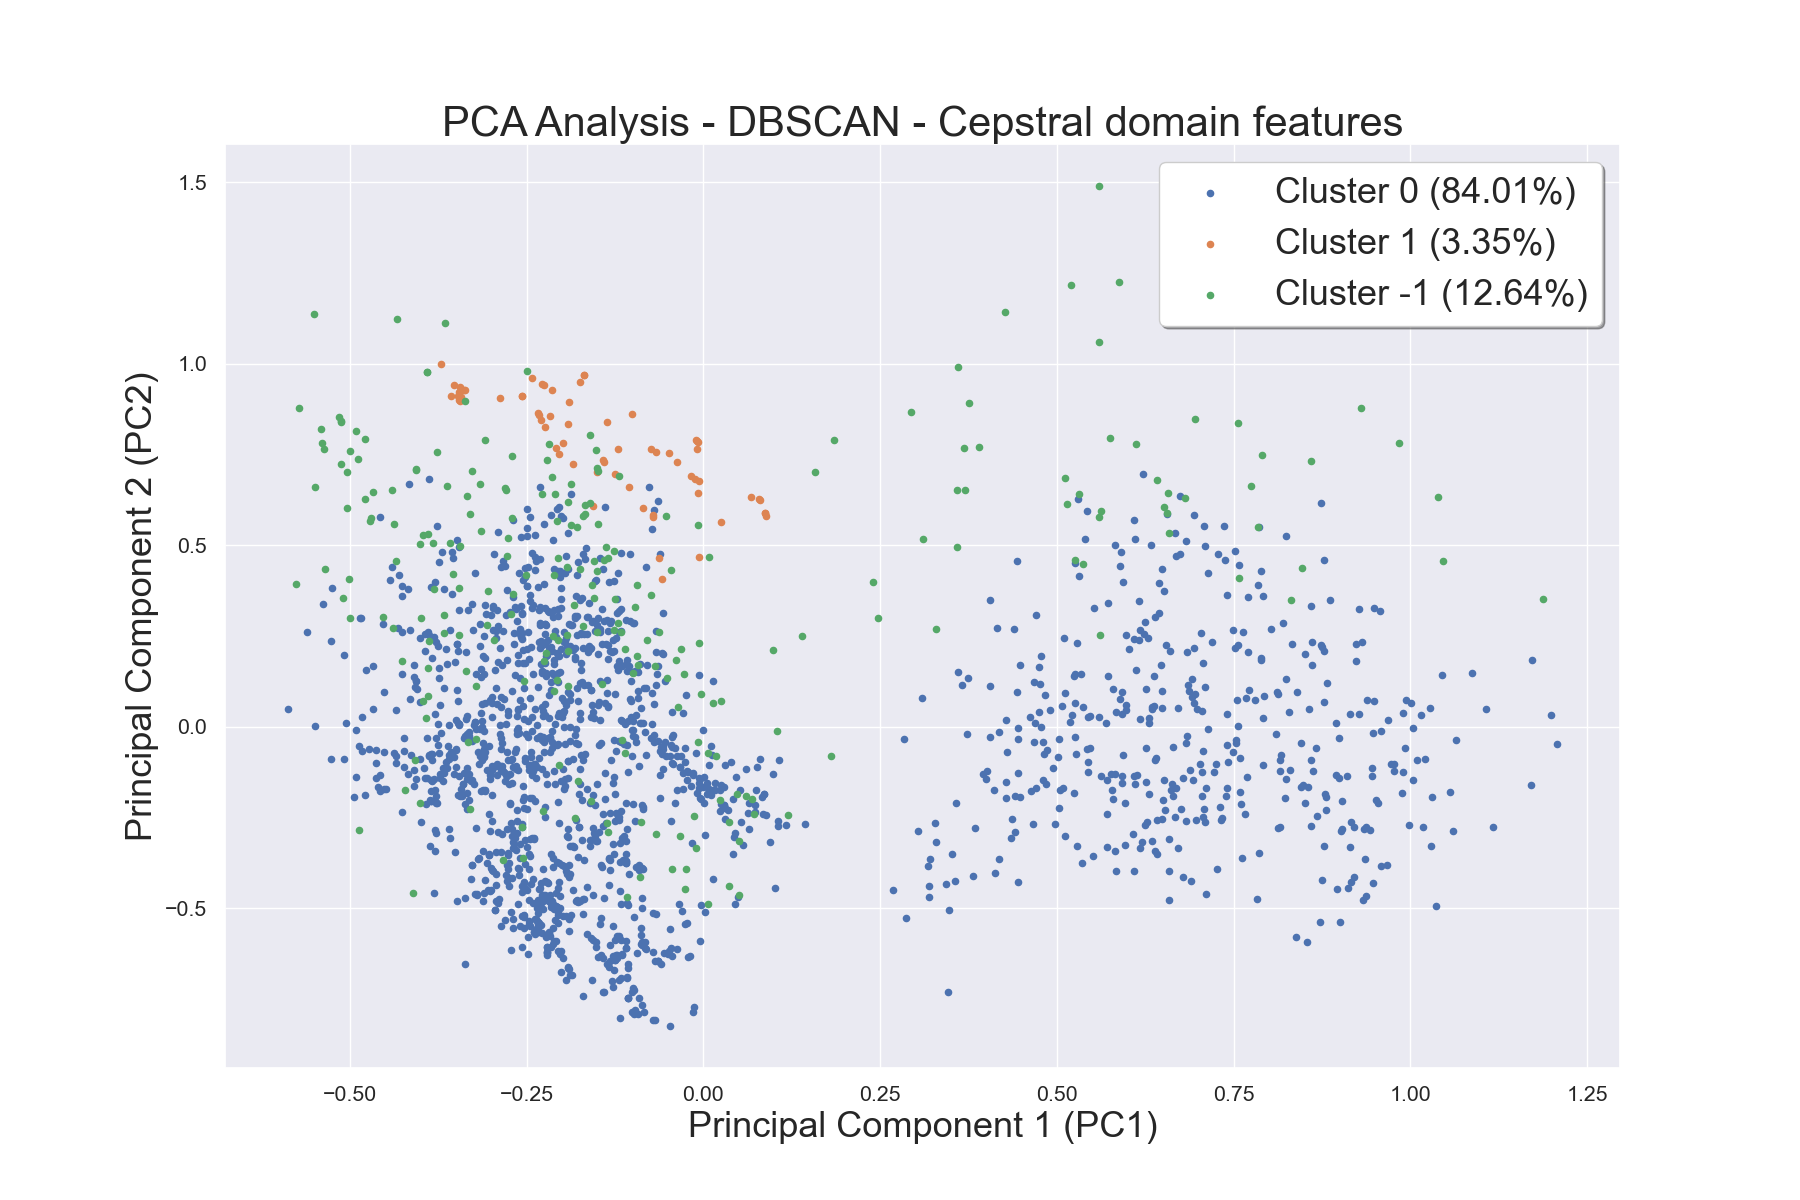 PCA Analysis - DBSCAN - Cepstral domain features
Cluster 0 (84.01%)
Cluster 1 (3.35%)
Cluster -1 (12.64%)
Principal Component 2 (PC2)
1.5
1.0
0.5
0.0
−0.5
−0.50
−0.25
0.00
0.25
0.50
0.75
1.00
1.25
Principal Component 1 (PC1)